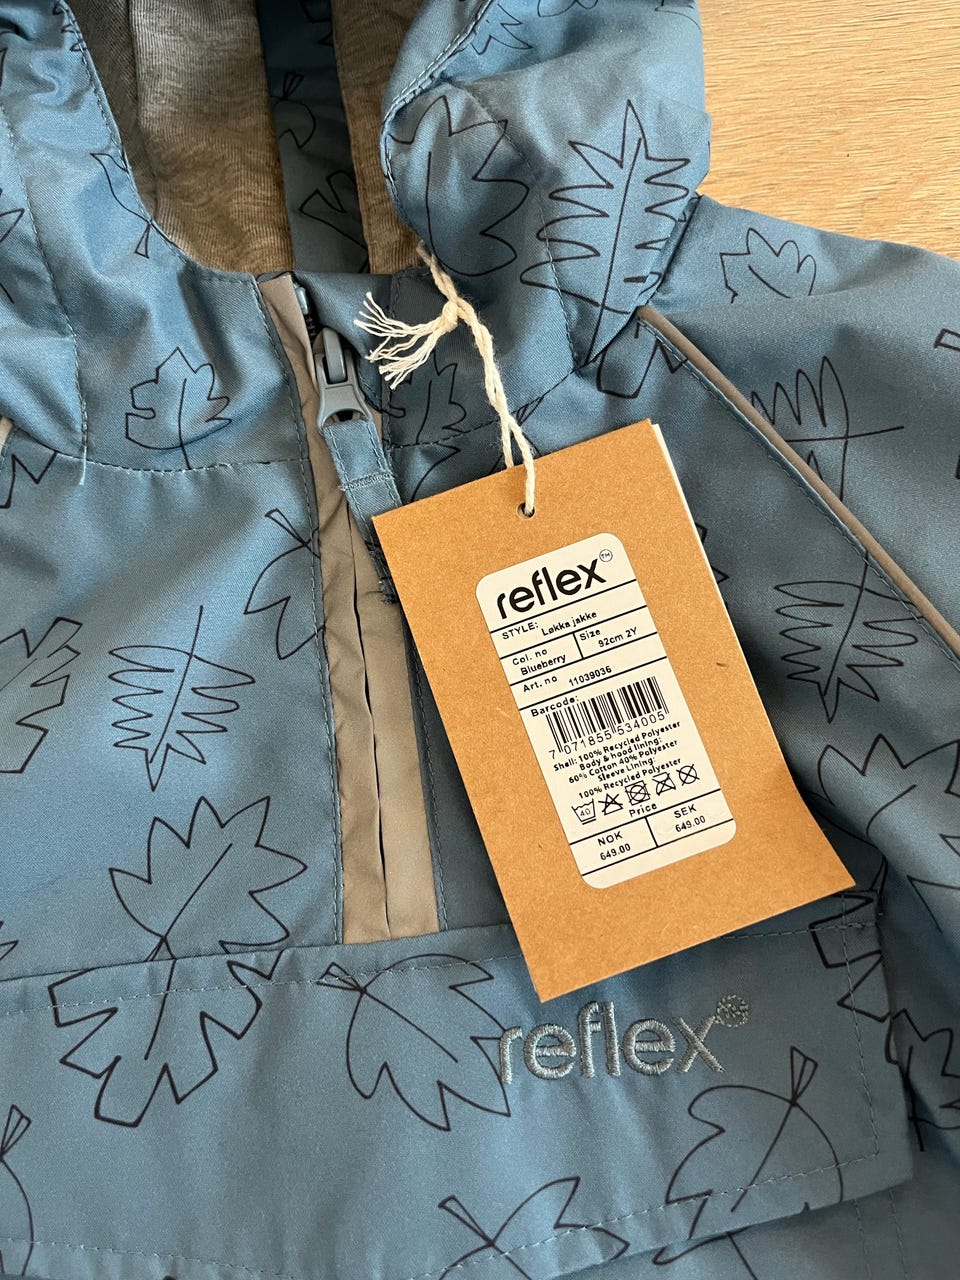 reflex™
STYLE: Løkka jakke
Col. no Size
Blueberry 92cm 2Y
Art. no 11039036
Barcode:
7 071855 534005
Shell: 100% Recycled Polyester
Body & hood lining:
60% Cotton 40% Polyester
Sleeve Lining:
100% Recycled Polyester
40
Price
NOK SEK
649.00 649.00
reflex